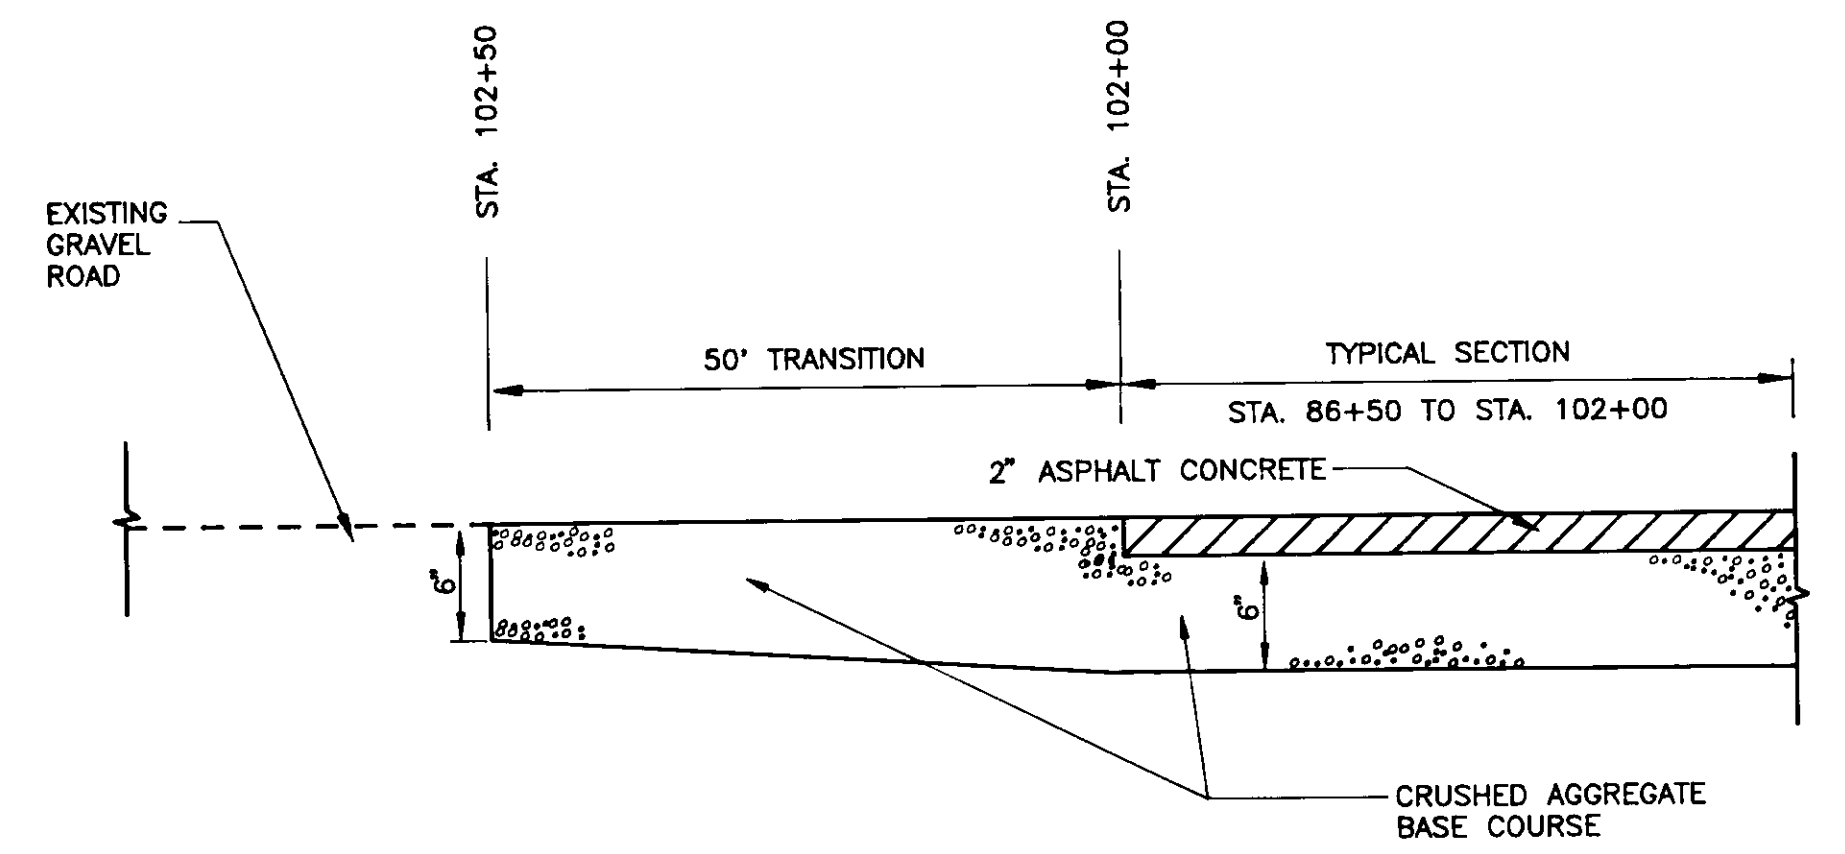 STA. 102+50
STA. 102+00
EXISTING
GRAVEL
ROAD
50' TRANSITION
TYPICAL SECTION
STA. 86+50 TO STA. 102+00
2" ASPHALT CONCRETE
6"
6"
CRUSHED AGGREGATE
BASE COURSE